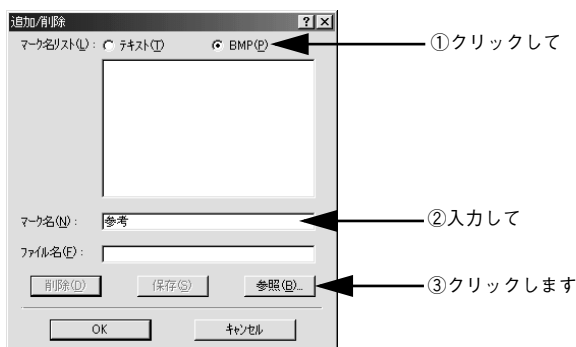 追加/削除
マーク名リスト(L): テキスト(T) BMP(P) ①クリックして
マーク名(N): 参考 ②入力して
ファイル名(F):
削除(D) 保存(S) 参照(B)... ③クリックします
OK キャンセル